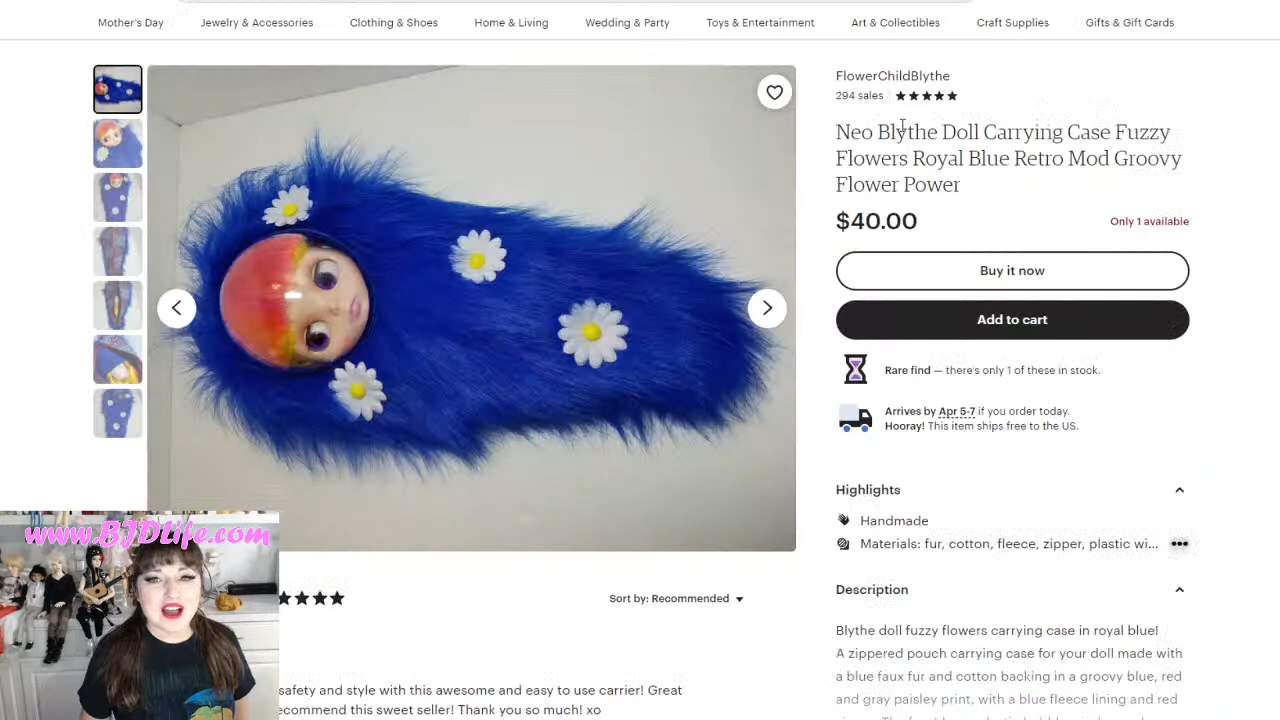 Mother's Day Jewelry & Accessories Clothing & Shoes Home & Living Wedding & Party Toys & Entertainment Art & Collectibles Craft Supplies Gifts & Gift Cards
FlowerChildBlythe
294 sales
Neo Blythe Doll Carrying Case Fuzzy
Flowers Royal Blue Retro Mod Groovy
Flower Power
$40.00 Only 1 available
Buy it now
Add to cart
Rare find — there's only 1 of these in stock.
Arrives by Apr 5-7 if you order today.
Hooray! This item ships free to the US.
Highlights
Handmade
Materials: fur, cotton, fleece, zipper, plastic wi...
Description
Blythe doll fuzzy flowers carrying case in royal blue!
A zippered pouch carrying case for your doll made with
a blue faux fur and cotton backing in a groovy blue, red
and gray paisley print, with a blue fleece lining and red
www.BJDLife.com
Sort by: Recommended
safety and style with this awesome and easy to use carrier! Great
ecommend this sweet seller! Thank you so much! xo